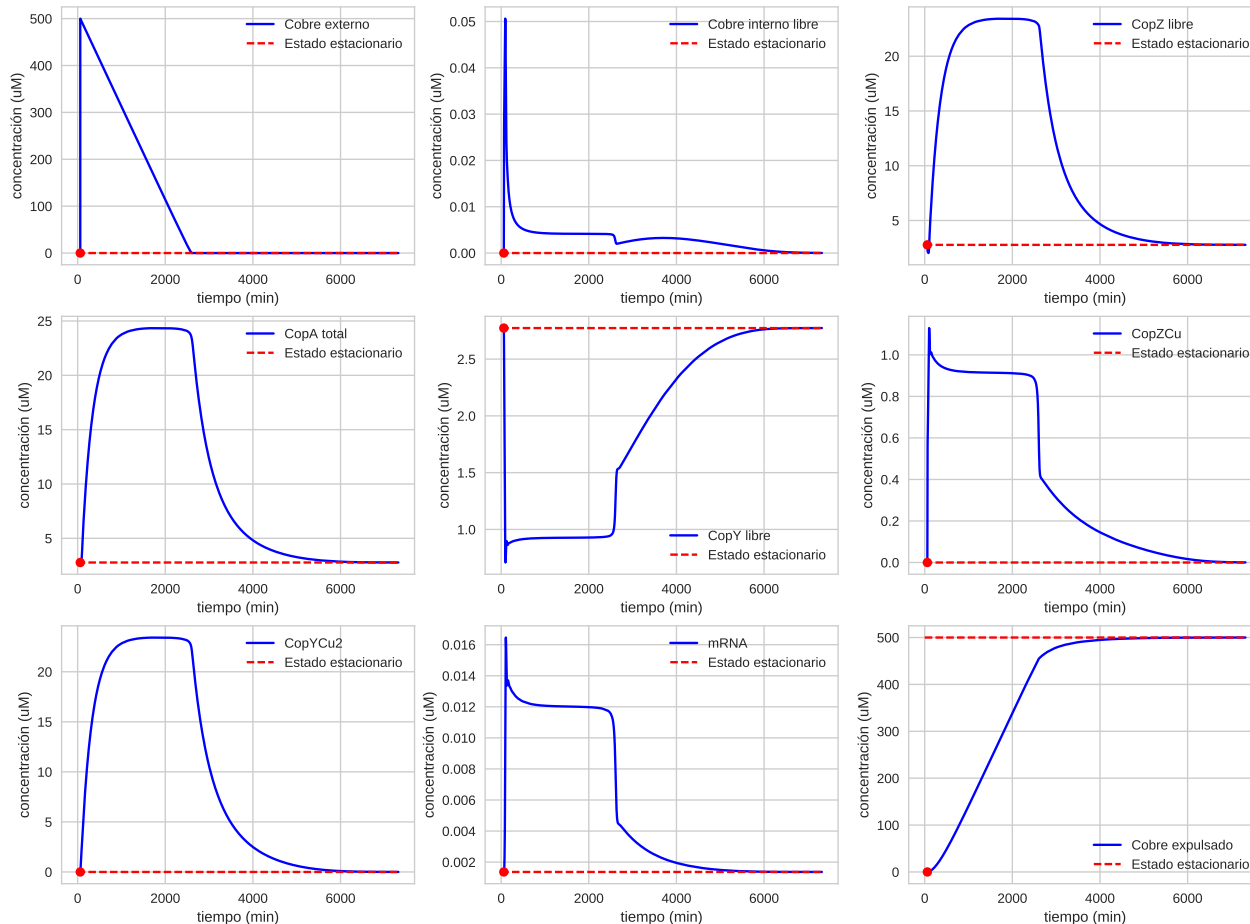 Cobre externo
Estado estacionario
concentración (uM)
500
400
300
200
100
0
0 2000 4000 6000
tiempo (min)
Cobre interno libre
Estado estacionario
concentración (uM)
0.05
0.04
0.03
0.02
0.01
0.00
0 2000 4000 6000
tiempo (min)
CopZ libre
Estado estacionario
concentración (uM)
20
15
10
5
0 2000 4000 6000
tiempo (min)
CopA total
Estado estacionario
concentración (uM)
25
20
15
10
5
0 2000 4000 6000
tiempo (min)
CopY libre
Estado estacionario
concentración (uM)
2.5
2.0
1.5
1.0
0 2000 4000 6000
tiempo (min)
CopZCu
Estado estacionario
concentración (uM)
1.0
0.8
0.6
0.4
0.2
0.0
0 2000 4000 6000
tiempo (min)
CopYCu2
Estado estacionario
concentración (uM)
20
15
10
5
0
0 2000 4000 6000
tiempo (min)
mRNA
Estado estacionario
concentración (uM)
0.016
0.014
0.012
0.010
0.008
0.006
0.004
0.002
0 2000 4000 6000
tiempo (min)
Cobre expulsado
Estado estacionario
concentración (uM)
500
400
300
200
100
0
0 2000 4000 6000
tiempo (min)